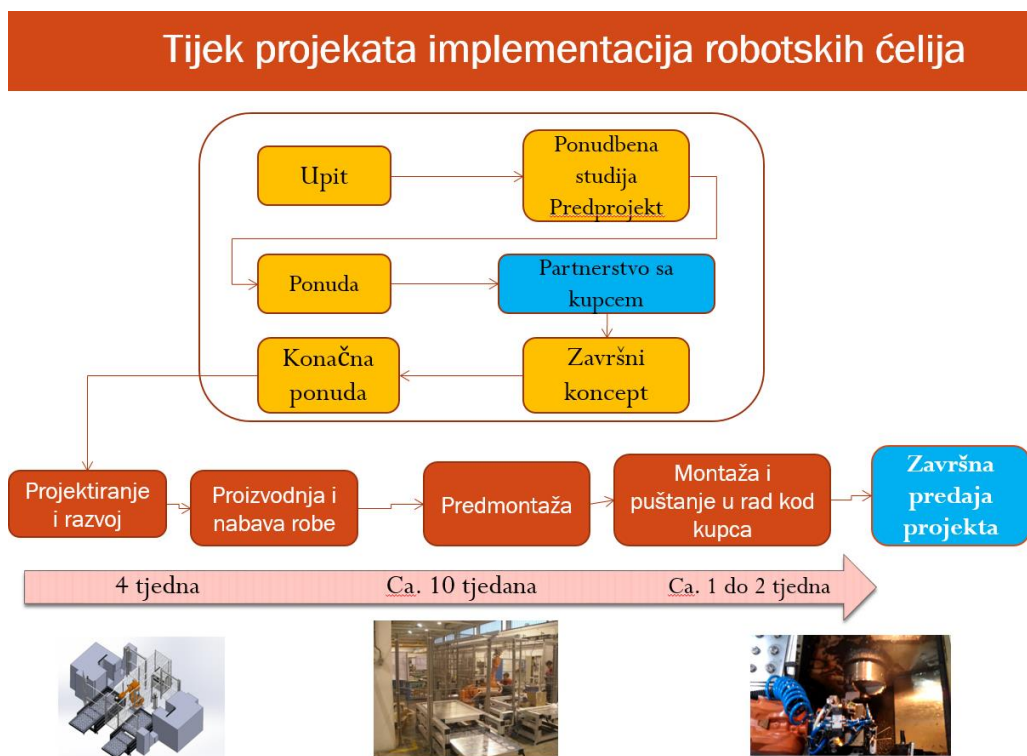 Tijek projekata implementacija robotskih ćelija
Upit
Ponudbena
studija
Predprojekt
Ponuda
Partnerstvo sa
kupcem
Konačna
ponuda
Završni
koncept
Projektiranje
i razvoj
Proizvodnja i
nabava robe
Predmontaža
Montaža i
puštanje u rad kod
kupca
Završna
predaja
projekta
4 tjedna
Ca. 10 tjedana
Ca. 1 do 2 tjedna